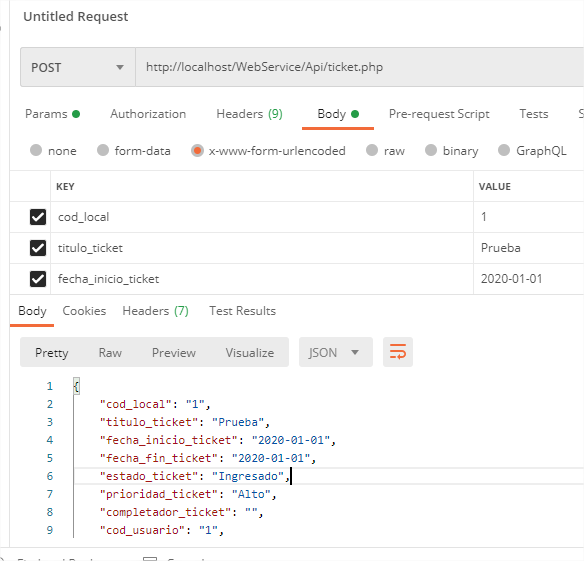 Untitled Request
POST http://localhost/WebService/Api/ticket.php
Params Authorization Headers (9) Body Pre-request Script Tests
none form-data x-www-form-urlencoded raw binary GraphQL
KEY VALUE
cod_local 1
titulo_ticket Prueba
fecha_inicio_ticket 2020-01-01
Body Cookies Headers (7) Test Results
Pretty Raw Preview Visualize JSON
1 {
2 "cod_local": "1",
3 "titulo_ticket": "Prueba",
4 "fecha_inicio_ticket": "2020-01-01",
5 "fecha_fin_ticket": "2020-01-01",
6 "estado_ticket": "Ingresado",
7 "prioridad_ticket": "Alto",
8 "completador_ticket": "",
9 "cod_usuario": "1",